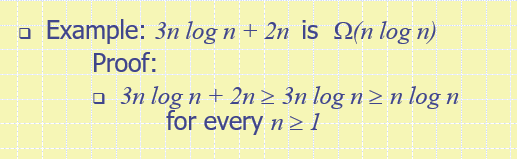 Example: 3n log n + 2n is Ω(n log n)
Proof:
3n log n + 2n ≥ 3n log n ≥ n log n
for every n ≥ 1